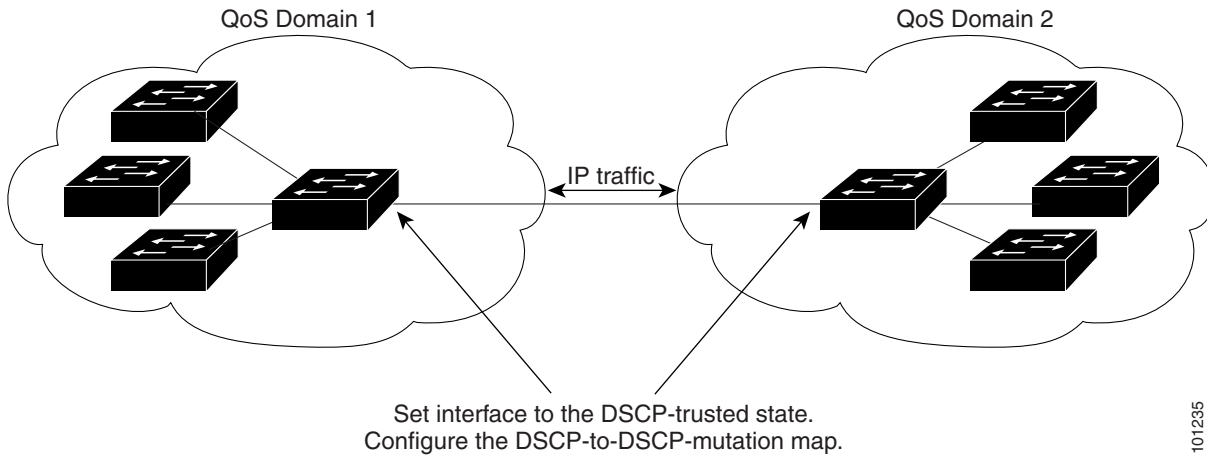 QoS Domain 1
QoS Domain 2
IP traffic
Set interface to the DSCP-trusted state.
Configure the DSCP-to-DSCP-mutation map.
101235